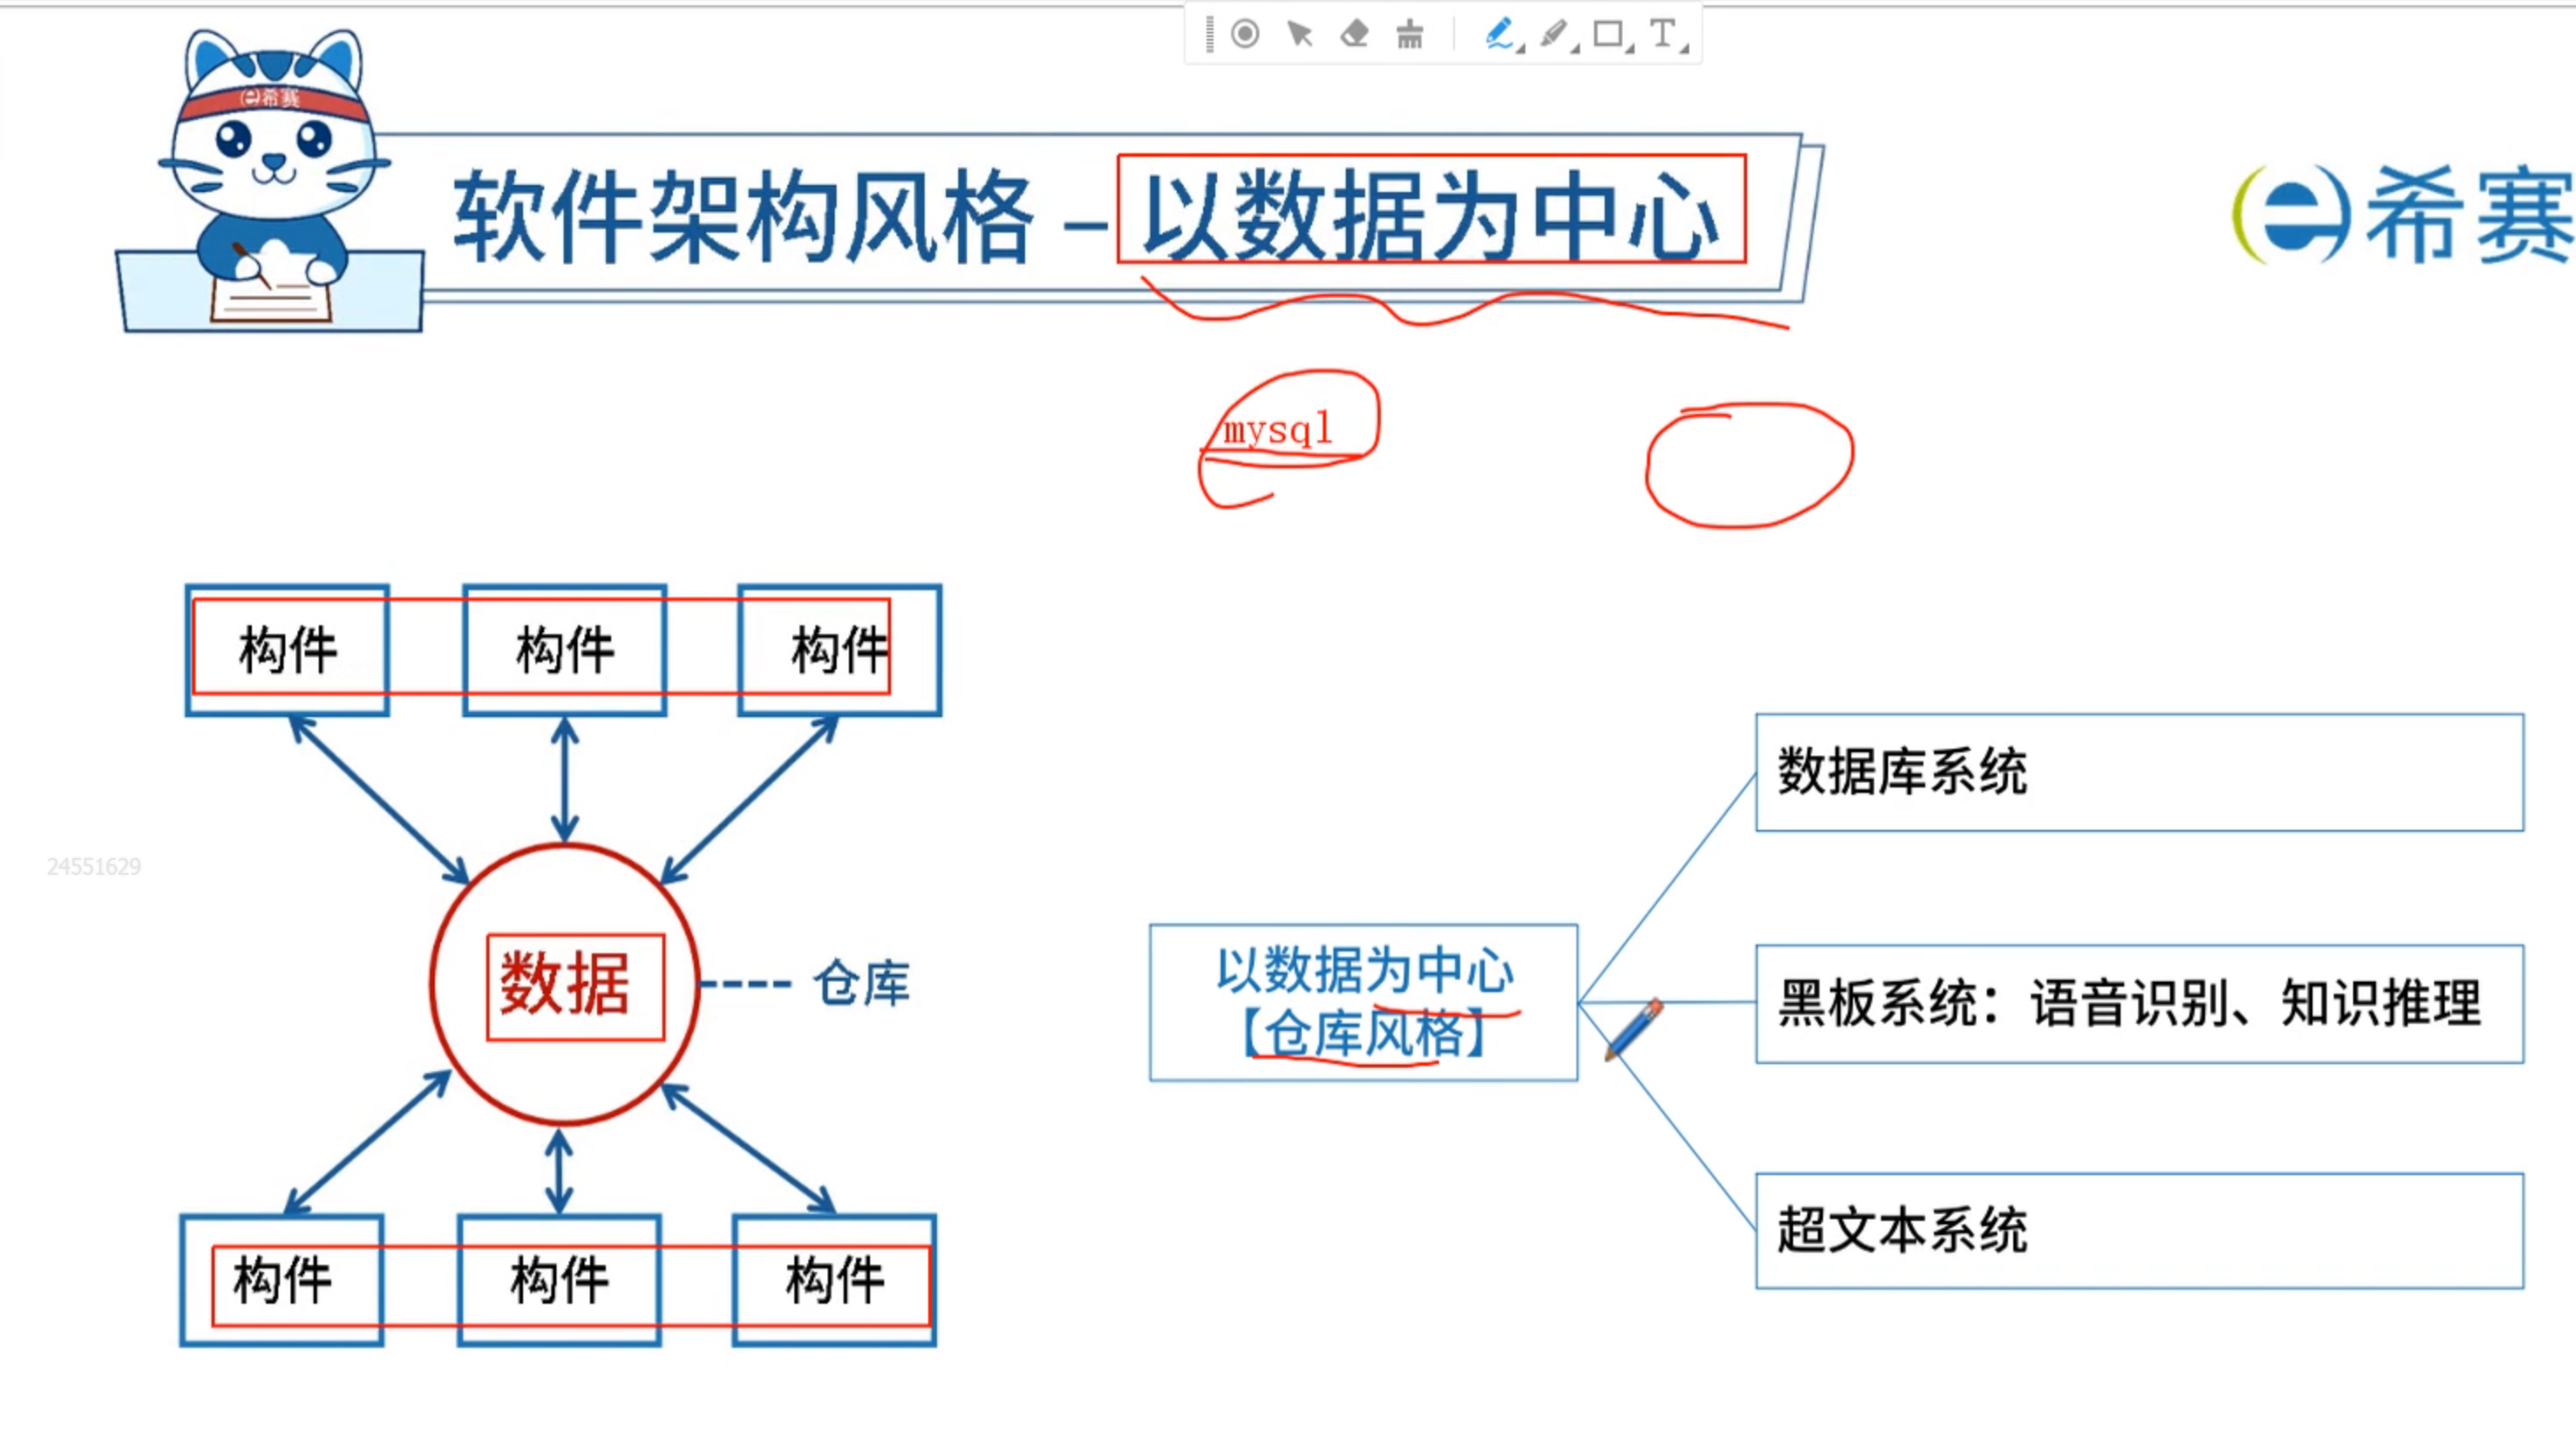 希赛
软件架构风格 – 以数据为中心
希赛
mysql
构件 构件 构件
数据
仓库
24551629
构件 构件 构件
以数据为中心
【仓库风格】
数据库系统
黑板系统：语音识别、知识推理
超文本系统